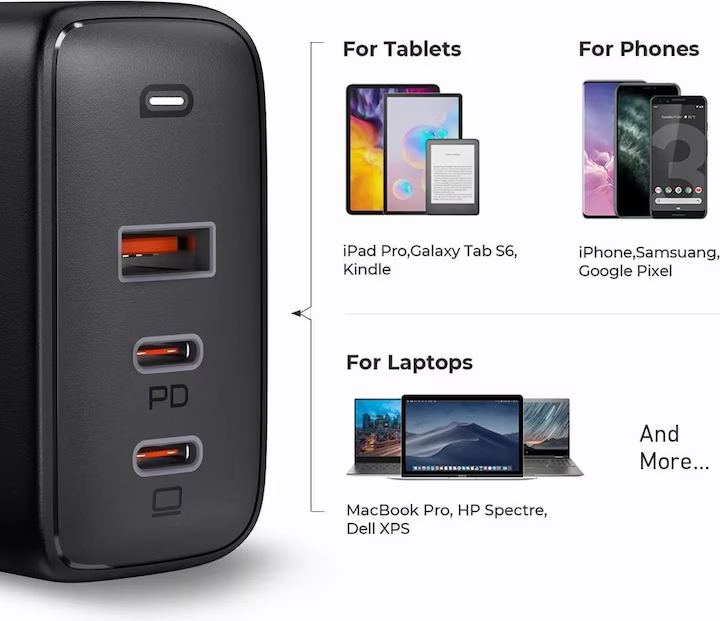 For Tablets
iPad Pro,Galaxy Tab S6,
Kindle
For Phones
3
iPhone,Samsuang,
Google Pixel
PD
For Laptops
MacBook Pro, HP Spectre,
Dell XPS
And
More...